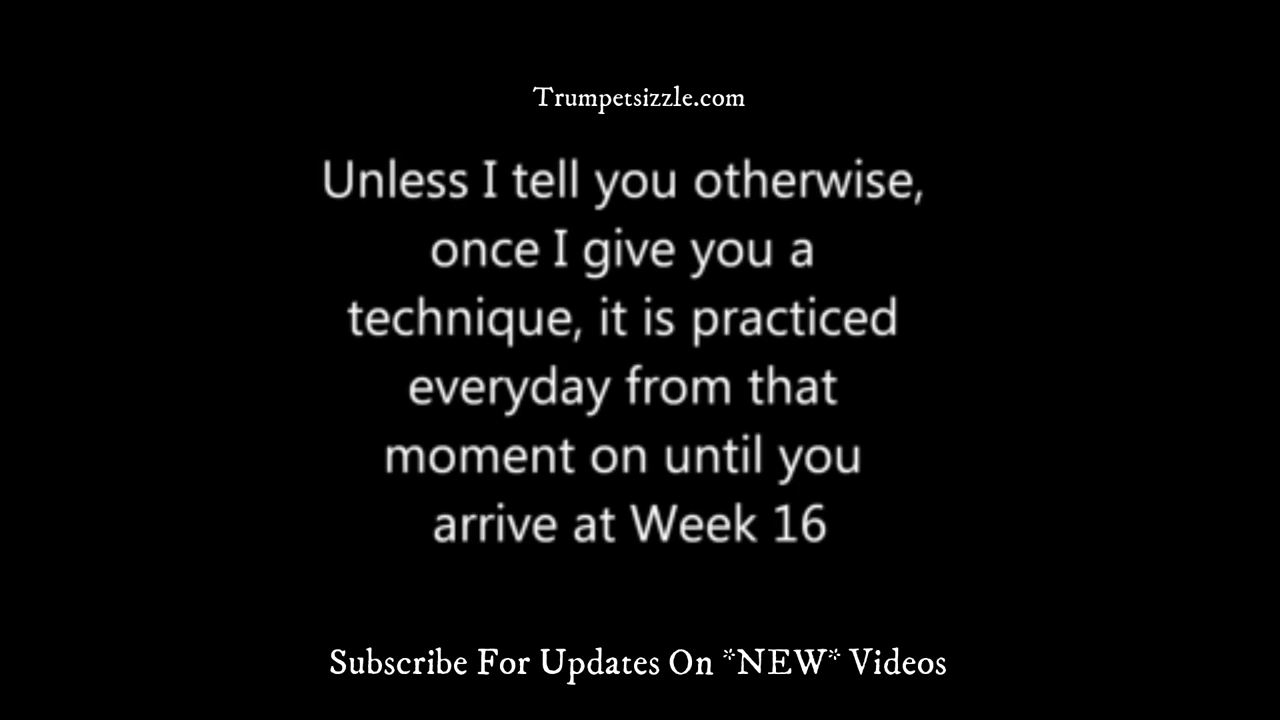 Trumpetsizzle.com
Unless I tell you otherwise,
once I give you a
technique, it is practiced
everyday from that
moment on until you
arrive at Week 16
Subscribe For Updates On *NEW* Videos